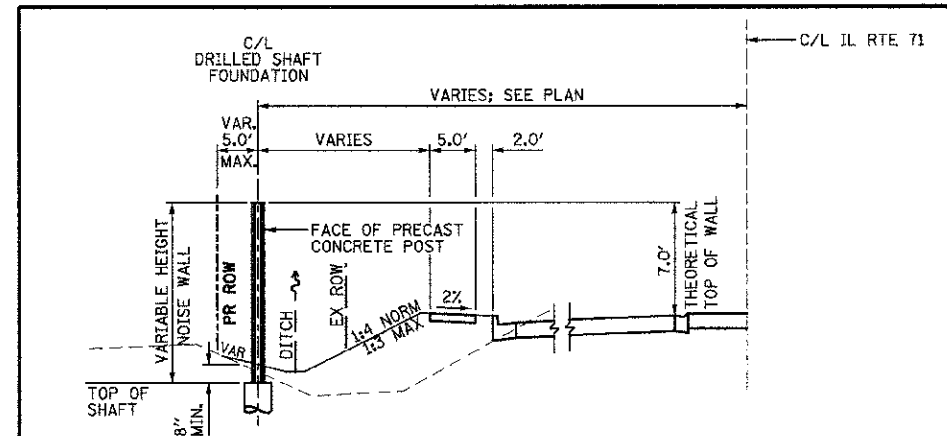 C/L
DRILLED SHAFT
FOUNDATION
C/L IL RTE 71
VARIES; SEE PLAN
VAR.
5.0'
MAX.
VARIES
5.0'
2.0'
FACE OF PRECAST
CONCRETE POST
VARIABLE HEIGHT
NOISE WALL
PR ROW
DITCH
EX ROW
2%
1:4 NORM
1:3 MAX
7.0'
THEORETICAL
TOP OF WALL
VAR
TOP OF
SHAFT
8"
MIN.